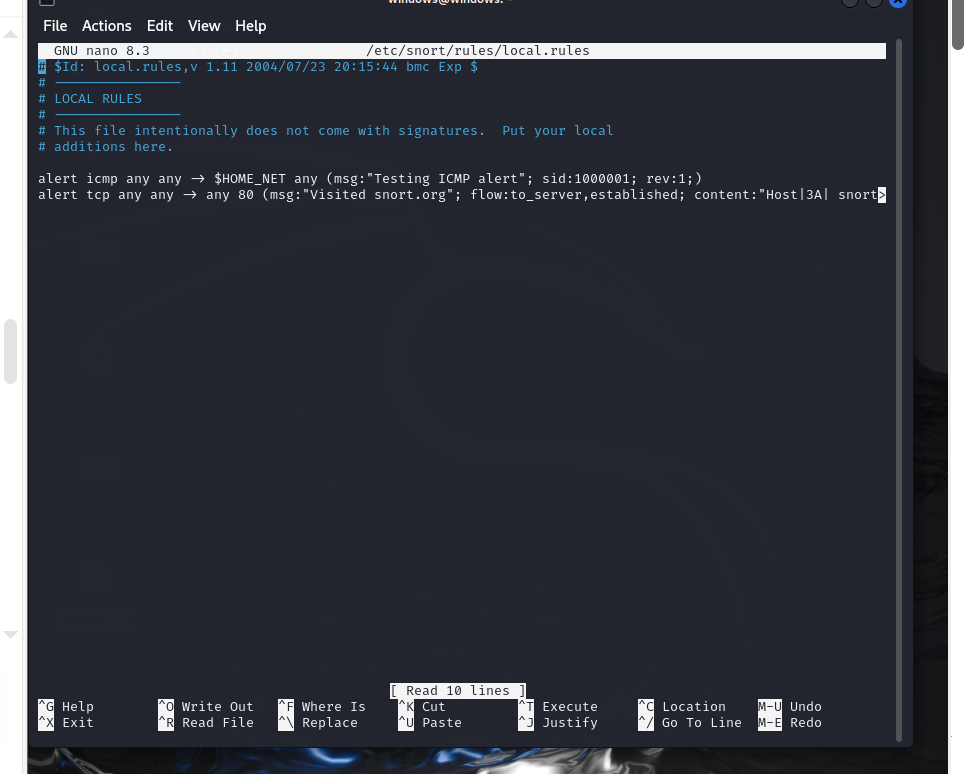 File Actions Edit View Help
GNU nano 8.3 /etc/snort/rules/local.rules
# $Id: local.rules,v 1.11 2004/07/23 20:15:44 bmc Exp $
# ----------------
# LOCAL RULES
# ----------------
# This file intentionally does not come with signatures.  Put your local
# additions here.
alert icmp any any -> $HOME_NET any (msg:"Testing ICMP alert"; sid:1000001; rev:1;)
alert tcp any any -> any 80 (msg:"Visited snort.org"; flow:to_server,established; content:"Host|3A| snort>
[ Read 10 lines ]
^G Help ^O Write Out ^F Where Is ^K Cut ^T Execute ^C Location M-U Undo
^X Exit ^R Read File ^\ Replace ^U Paste ^J Justify ^/ Go To Line M-E Redo